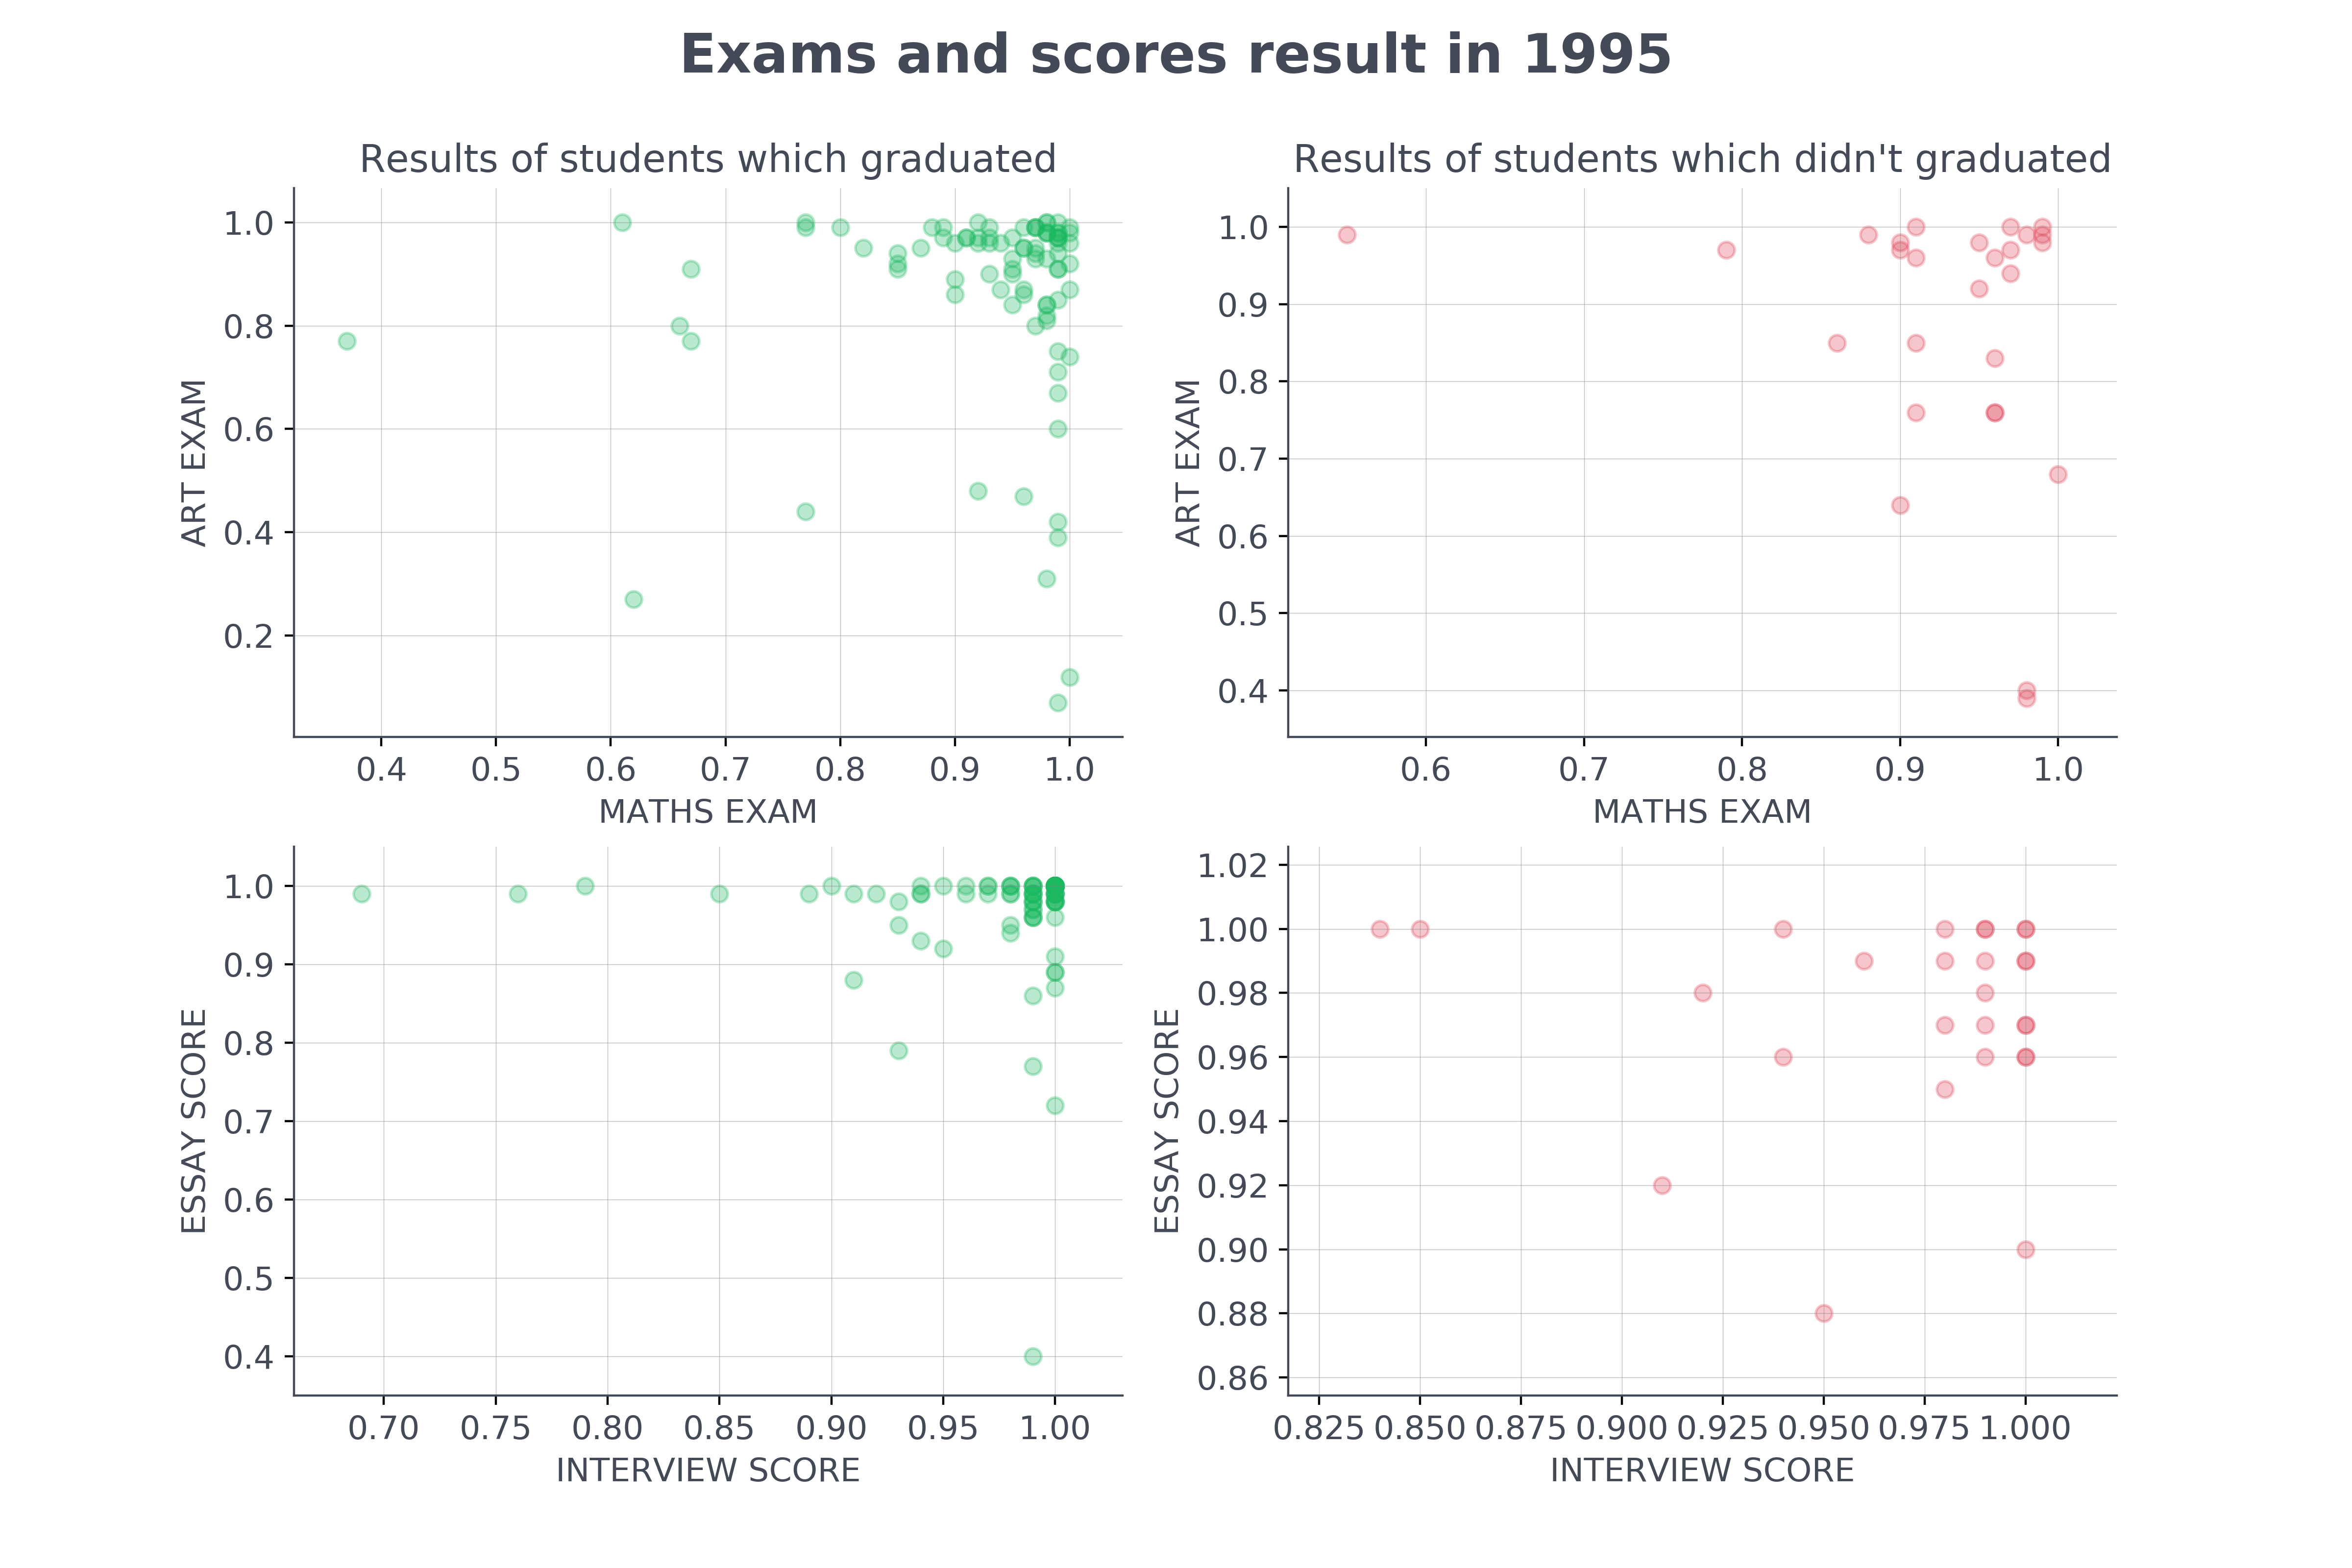 Exams and scores result in 1995
Results of students which graduated
1.0
0.8
0.6
0.4
0.2
ART EXAM
0.4 0.5 0.6 0.7 0.8 0.9 1.0
MATHS EXAM
Results of students which didn't graduated
1.0
0.9
0.8
0.7
0.6
0.5
0.4
ART EXAM
0.6 0.7 0.8 0.9 1.0
MATHS EXAM
1.0
0.9
0.8
0.7
0.6
0.5
0.4
ESSAY SCORE
0.70 0.75 0.80 0.85 0.90 0.95 1.00
INTERVIEW SCORE
1.02
1.00
0.98
0.96
0.94
0.92
0.90
0.88
0.86
ESSAY SCORE
0.825 0.850 0.875 0.900 0.925 0.950 0.975 1.000
INTERVIEW SCORE